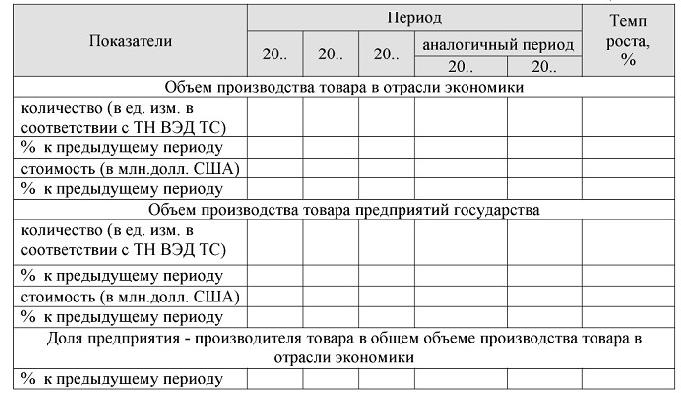 Показатели
Период
Темп
роста,
%
20..
20..
20..
аналогичный период
20..
20..
Объем производства товара в отрасли экономики
количество (в ед. изм. в
соответствии с ТН ВЭД ТС)
% к предыдущему периоду
стоимость (в млн.долл. США)
% к предыдущему периоду
Объем производства товара предприятий государства
количество (в ед. изм. в
соответствии с ТН ВЭД ТС)
% к предыдущему периоду
стоимость (в млн.долл. США)
% к предыдущему периоду
Доля предприятия - производителя товара в общем объеме производства товара в
отрасли экономики
% к предыдущему периоду